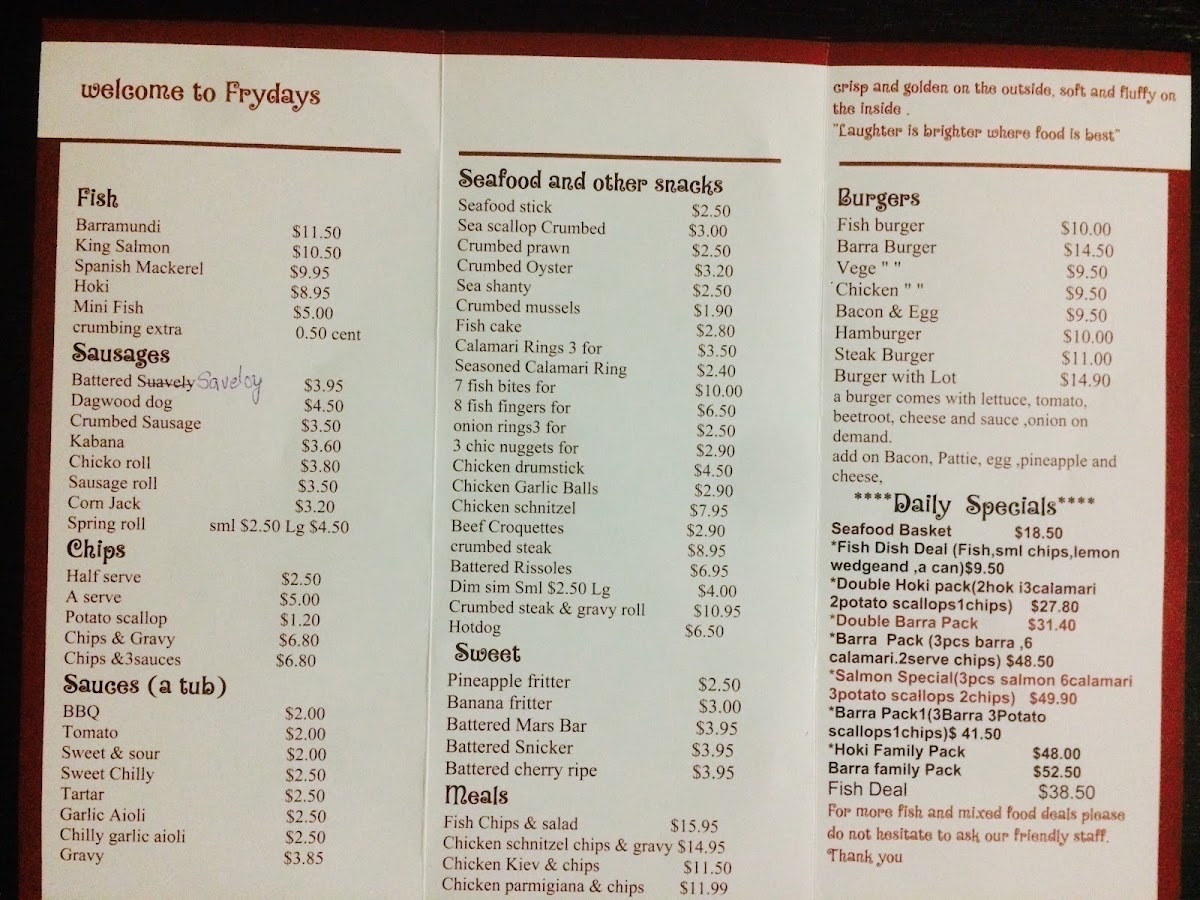 welcome to Frydays
Fish
Barramundi $11.50
King Salmon $10.50
Spanish Mackerel $9.95
Hoki $8.95
Mini Fish $5.00
crumbing extra 0.50 cent
Sausages
Battered Suavely Saveloy $3.95
Dagwood dog $4.50
Crumbed Sausage $3.50
Kabana $3.60
Chicko roll $3.80
Sausage roll $3.50
Corn Jack $3.20
Spring roll sml $2.50 Lg $4.50
Chips
Half serve $2.50
A serve $5.00
Potato scallop $1.20
Chips & Gravy $6.80
Chips &3sauces $6.80
Sauces (a tub)
BBQ $2.00
Tomato $2.00
Sweet & sour $2.00
Sweet Chilly $2.50
Tartar $2.50
Garlic Aioli $2.50
Chilly garlic aioli $2.50
Gravy $3.85
Seafood and other snacks
Seafood stick $2.50
Sea scallop Crumbed $3.00
Crumbed prawn $2.50
Crumbed Oyster $3.20
Sea shanty $2.50
Crumbed mussels $1.90
Fish cake $2.80
Calamari Rings 3 for $3.50
Seasoned Calamari Ring $2.40
7 fish bites for $10.00
8 fish fingers for $6.50
onion rings3 for $2.50
3 chic nuggets for $2.90
Chicken drumstick $4.50
Chicken Garlic Balls $2.90
Chicken schnitzel $7.95
Beef Croquettes $2.90
crumbed steak $8.95
Battered Rissoles $6.95
Dim sim Sml $2.50 Lg $4.00
Crumbed steak & gravy roll $10.95
Hotdog $6.50
Sweet
Pineapple fritter $2.50
Banana fritter $3.00
Battered Mars Bar $3.95
Battered Snicker $3.95
Battered cherry ripe $3.95
Meals
Fish Chips & salad $15.95
Chicken schnitzel chips & gravy $14.95
Chicken Kiev & chips $11.50
Chicken parmigiana & chips $11.99
crisp and golden on the outside, soft and fluffy on
the inside .
"Laughter is brighter where food is best"
Burgers
Fish burger $10.00
Barra Burger $14.50
Vege " " $9.50
Chicken " " $9.50
Bacon & Egg $9.50
Hamburger $10.00
Steak Burger $11.00
Burger with Lot $14.90
a burger comes with lettuce, tomato,
beetroot, cheese and sauce ,onion on
demand.
add on Bacon, Pattie, egg ,pineapple and
cheese,
****Daily Specials****
Seafood Basket $18.50
*Fish Dish Deal (Fish,sml chips,lemon
wedgeand ,a can)$9.50
*Double Hoki pack(2hok i3calamari
2potato scallops1chips) $27.80
*Double Barra Pack $31.40
*Barra Pack (3pcs barra ,6
calamari.2serve chips) $48.50
*Salmon Special(3pcs salmon 6calamari
3potato scallops 2chips) $49.90
*Barra Pack1(3Barra 3Potato
scallops1chips)$ 41.50
*Hoki Family Pack $48.00
Barra family Pack $52.50
Fish Deal $38.50
For more fish and mixed food deals please
do not hesitate to ask our friendly staff.
Thank you